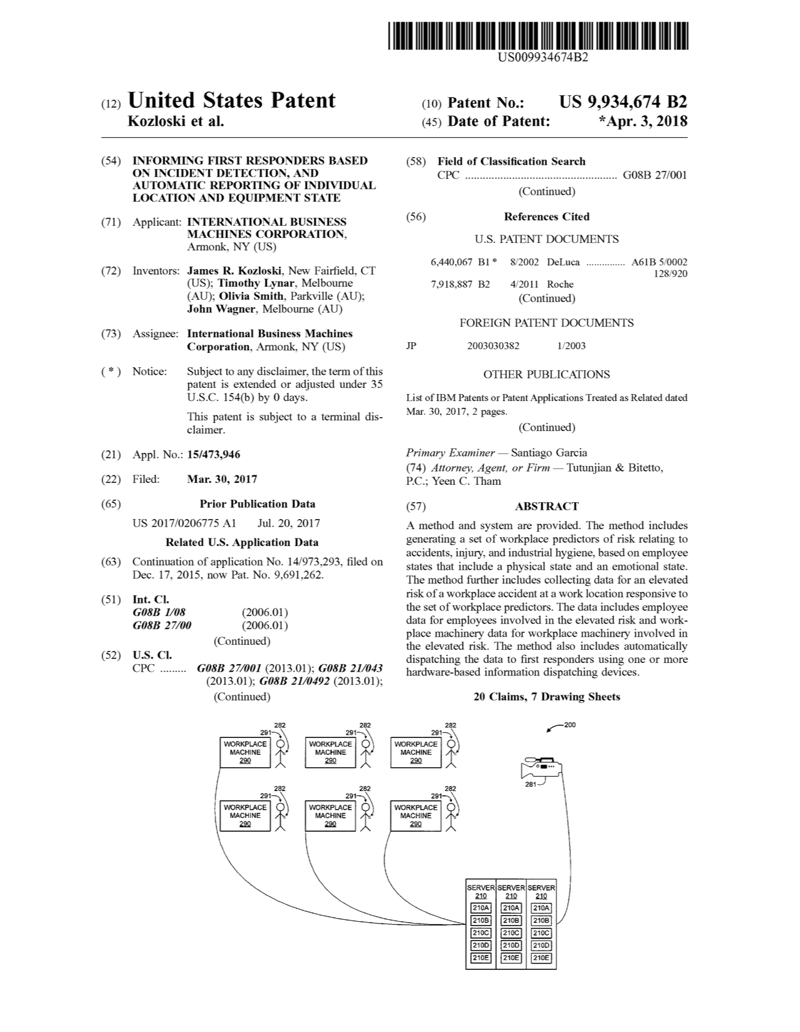 US009934674B2
(12) United States Patent
Kozloski et al.
(10) Patent No.: US 9,934,674 B2
(45) Date of Patent: *Apr. 3, 2018
(54) INFORMING FIRST RESPONDERS BASED
ON INCIDENT DETECTION, AND
AUTOMATIC REPORTING OF INDIVIDUAL
LOCATION AND EQUIPMENT STATE
(71) Applicant: INTERNATIONAL BUSINESS
MACHINES CORPORATION,
Armonk, NY (US)
(72) Inventors: James R. Kozloski, New Fairfield, CT
(US); Timothy Lynar, Melbourne
(AU); Olivia Smith, Parkville (AU);
John Wagner, Melbourne (AU)
(73) Assignee: International Business Machines
Corporation, Armonk, NY (US)
( * ) Notice: Subject to any disclaimer, the term of this
patent is extended or adjusted under 35
U.S.C. 154(b) by 0 days.
This patent is subject to a terminal dis-
claimer.
(21) Appl. No.: 15/473,946
(22) Filed: Mar. 30, 2017
(65) Prior Publication Data
US 2017/0206775 A1 Jul. 20, 2017
Related U.S. Application Data
(63) Continuation of application No. 14/973,293, filed on
Dec. 17, 2015, now Pat. No. 9,691,262.
(51) Int. Cl.
G08B 1/08 (2006.01)
G08B 27/00 (2006.01)
(Continued)
(52) U.S. Cl.
CPC ......... G08B 27/001 (2013.01); G08B 21/043
(2013.01); G08B 21/0492 (2013.01);
(Continued)
(58) Field of Classification Search
CPC .................................................... G08B 27/001
(Continued)
(56) References Cited
U.S. PATENT DOCUMENTS
6,440,067 B1 * 8/2002 DeLuca ............... A61B 5/0002
128/920
7,918,887 B2 4/2011 Roche
(Continued)
FOREIGN PATENT DOCUMENTS
JP 2003030382 1/2003
OTHER PUBLICATIONS
List of IBM Patents or Patent Applications Treated as Related dated
Mar. 30, 2017, 2 pages.
(Continued)
Primary Examiner — Santiago Garcia
(74) Attorney, Agent, or Firm — Tutunjian & Bitetto,
P.C.; Yeen C. Tham
(57) ABSTRACT
A method and system are provided. The method includes
generating a set of workplace predictors of risk relating to
accidents, injury, and industrial hygiene, based on employee
states that include a physical state and an emotional state.
The method further includes collecting data for an elevated
risk of a workplace accident at a work location responsive to
the set of workplace predictors. The data includes employee
data for employees involved in the elevated risk and work-
place machinery data for workplace machinery involved in
the elevated risk. The method also includes automatically
dispatching the data to first responders using one or more
hardware-based information dispatching devices.
20 Claims, 7 Drawing Sheets
282 282 282 200
291 291 291
WORKPLACE WORKPLACE WORKPLACE
MACHINE MACHINE MACHINE
290 290 290
281
282 282 282
291 291 291
WORKPLACE WORKPLACE WORKPLACE
MACHINE MACHINE MACHINE
290 290 290
SERVER SERVER SERVER
210 210 210
210A 210A 210A
210B 210B 210B
210C 210C 210C
210D 210D 210D
210E 210E 210E